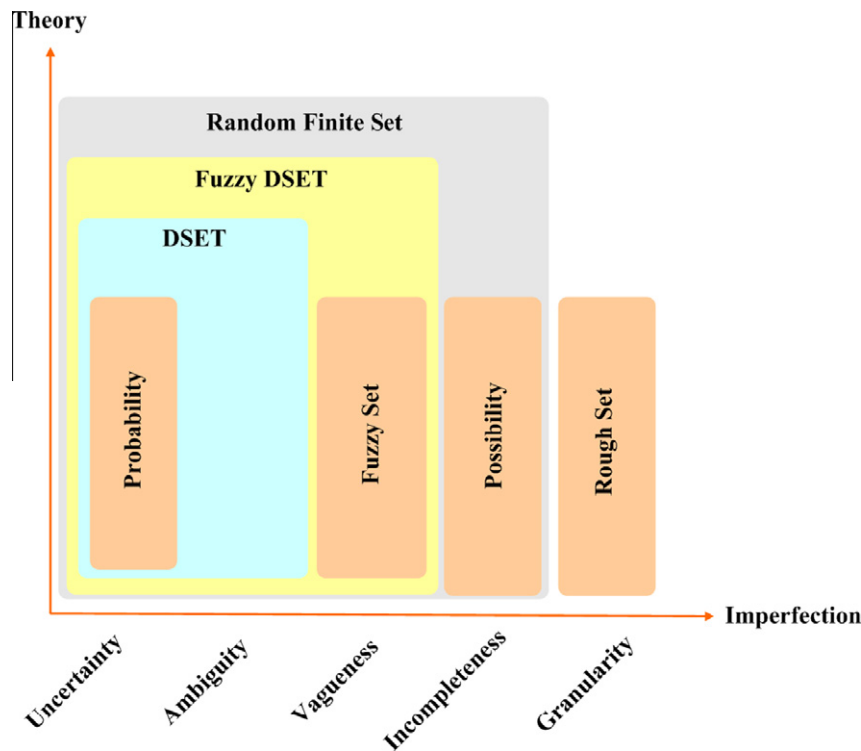 Theory
Random Finite Set
Fuzzy DSET
DSET
Probability
Fuzzy Set
Possibility
Rough Set
Imperfection
Uncertainty
Ambiguity
Vagueness
Incompleteness
Granularity